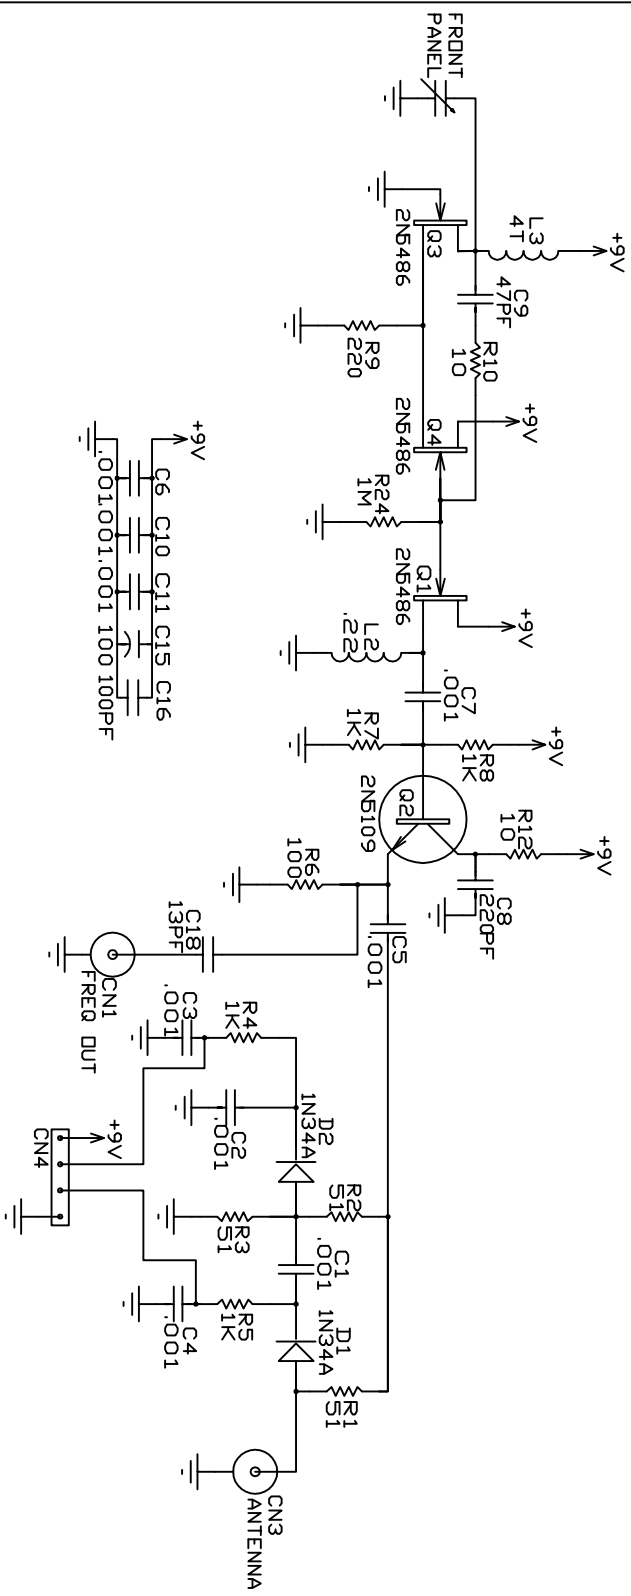 FRONT
PANEL
+9V
L3
4T
C9
47PF
R10
10
Q3
2N5486
R9
220
+9V
Q4
2N5486
R24
1M
+9V
Q1
2N5486
L2
.22
C7
.001
+9V
R8
1K
R7
1K
Q2
2N5109
+9V
R12
10
C8
220PF
R6
100
C5
.001
C18
13PF
CN1
FREQ OUT
+9V
C6
.001
C10
.001
C11
.001
C15
100
C16
100PF
R4
1K
C3
.001
C2
.001
D2
1N34A
R2
51
R3
51
C1
.001
D1
1N34A
R5
1K
C4
.001
R1
51
+9V
CN4
CN3
ANTENNA